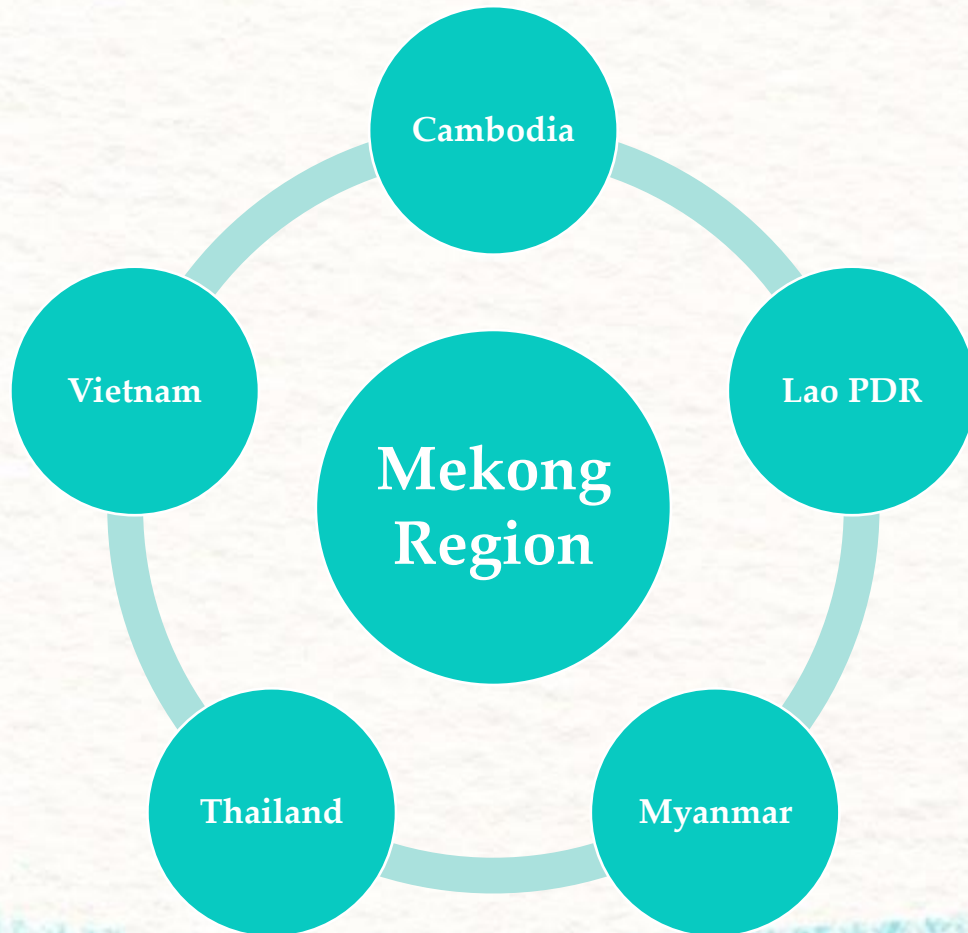 Cambodia
Vietnam
Lao PDR
Mekong
Region
Thailand
Myanmar